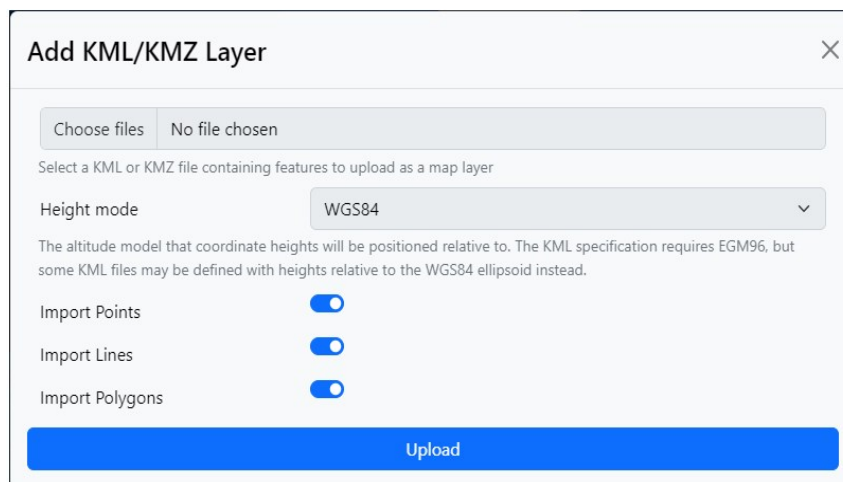 Add KML/KMZ Layer
Choose files No file chosen
Select a KML or KMZ file containing features to upload as a map layer
Height mode WGS84
The altitude model that coordinate heights will be positioned relative to. The KML specification requires EGM96, but
some KML files may be defined with heights relative to the WGS84 ellipsoid instead.
Import Points
Import Lines
Import Polygons
Upload